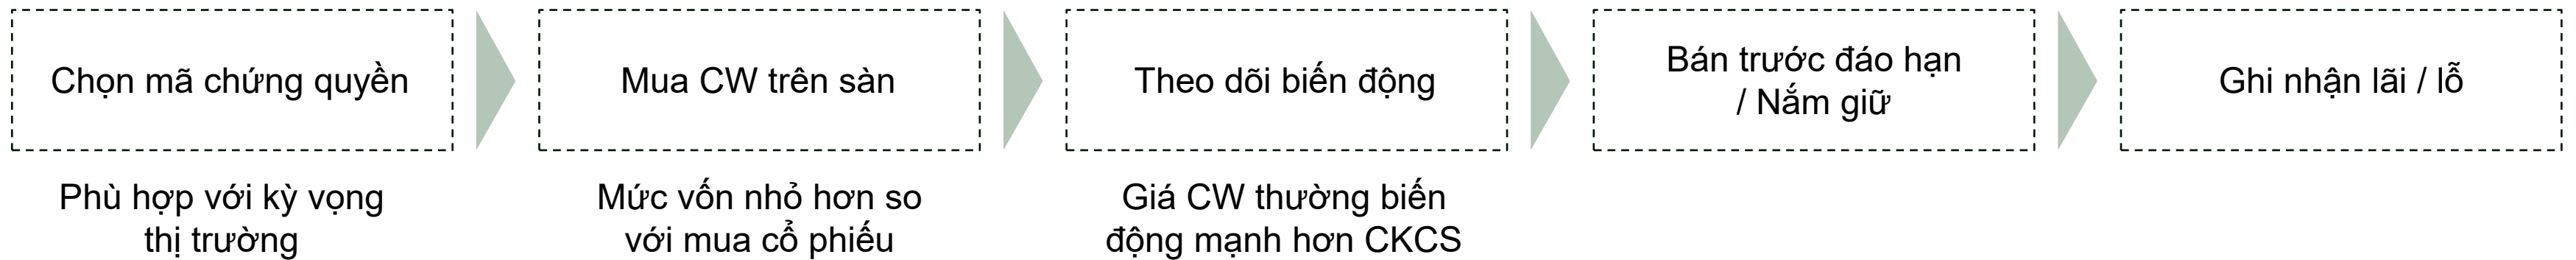 Chọn mã chứng quyền
Mua CW trên sàn
Theo dõi biến động
Bán trước đáo hạn
/ Nắm giữ
Ghi nhận lãi / lỗ
Phù hợp với kỳ vọng
thị trường
Mức vốn nhỏ hơn so
với mua cổ phiếu
Giá CW thường biến
động mạnh hơn CKCS